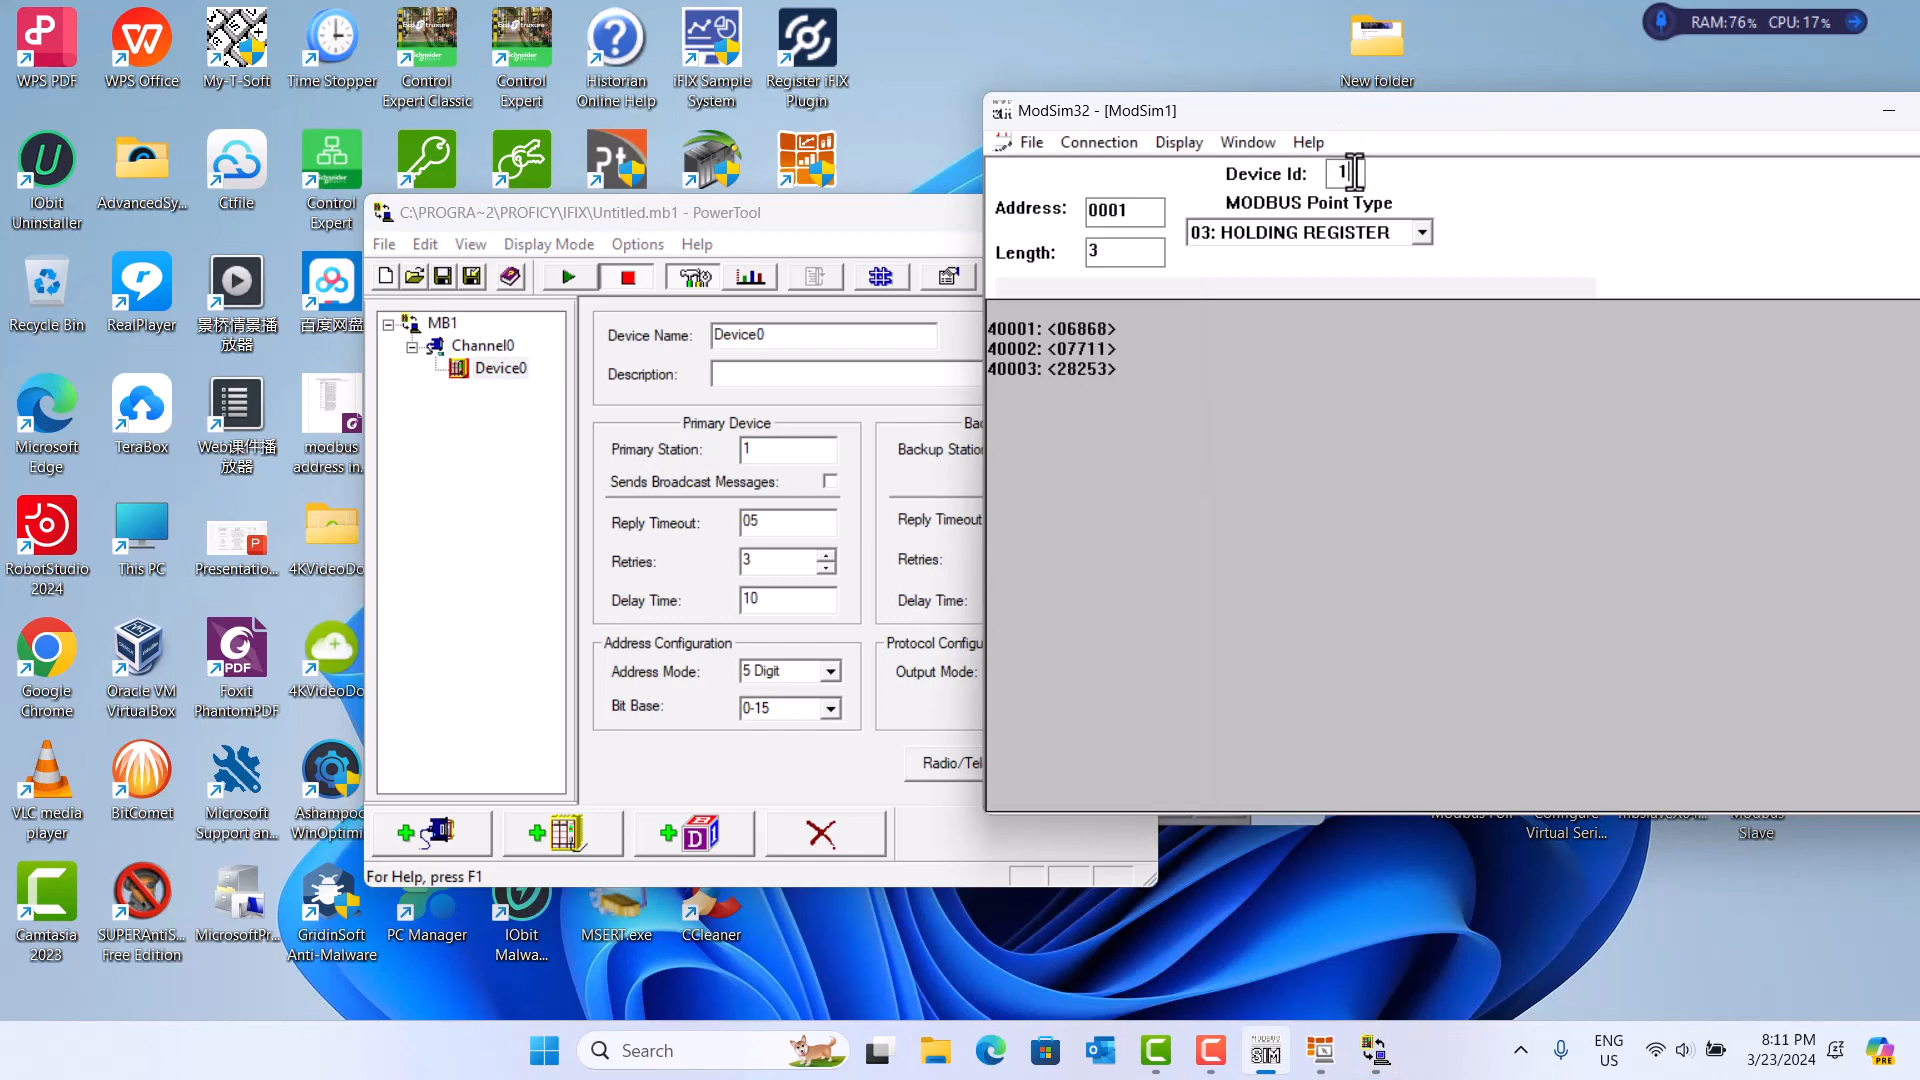 WPS PDF
WPS Office
My-T-Soft
Time Stopper
Control
Expert Classic
Control
Expert
Historian
Online Help
iFIX Sample
System
Register iFIX
Plugin
New folder
RAM:76% CPU:17%
IObit
Uninstaller
AdvancedSy...
Ctfile
Control
Expert
Recycle Bin
RealPlayer
景桥情景播
放器
百度网盘
Microsoft
Edge
TeraBox
Web课件播
放器
modbus
address in...
RobotStudio
2024
This PC
Presentatio...
4KVideoDo
Google
Chrome
Oracle VM
VirtualBox
Foxit
PhantomPDF
4KVideoDo
VLC media
player
BitComet
Microsoft
Support an...
Ashampoo
WinOptimi
Camtasia
2023
SUPERAntiS...
Free Edition
MicrosoftPr...
GridinSoft
Anti-Malware
PC Manager
IObit
Malwa...
MSERT.exe
CCleaner
C:\PROGRA~2\PROFICY\IFIX\Untitled.mb1 - PowerTool
File Edit View Display Mode Options Help
MB1
Channel0
Device0
Device Name: Device0
Description:
Primary Device
Primary Station: 1
Sends Broadcast Messages:
Reply Timeout: 05
Retries: 3
Delay Time: 10
Backup Statio
Reply Timeout
Retries:
Delay Time:
Address Configuration
Address Mode: 5 Digit
Bit Base: 0-15
Protocol Configu
Output Mode:
Radio/Tel
For Help, press F1
ModSim32 - [ModSim1]
File Connection Display Window Help
Device Id: 1
Address: 0001
MODBUS Point Type
03: HOLDING REGISTER
Length: 3
40001: <06868>
40002: <07711>
40003: <28253>
Virtual Seri...
Slave
Search
MODBUS
SIM
ENG
US
8:11 PM
3/23/2024
PRE